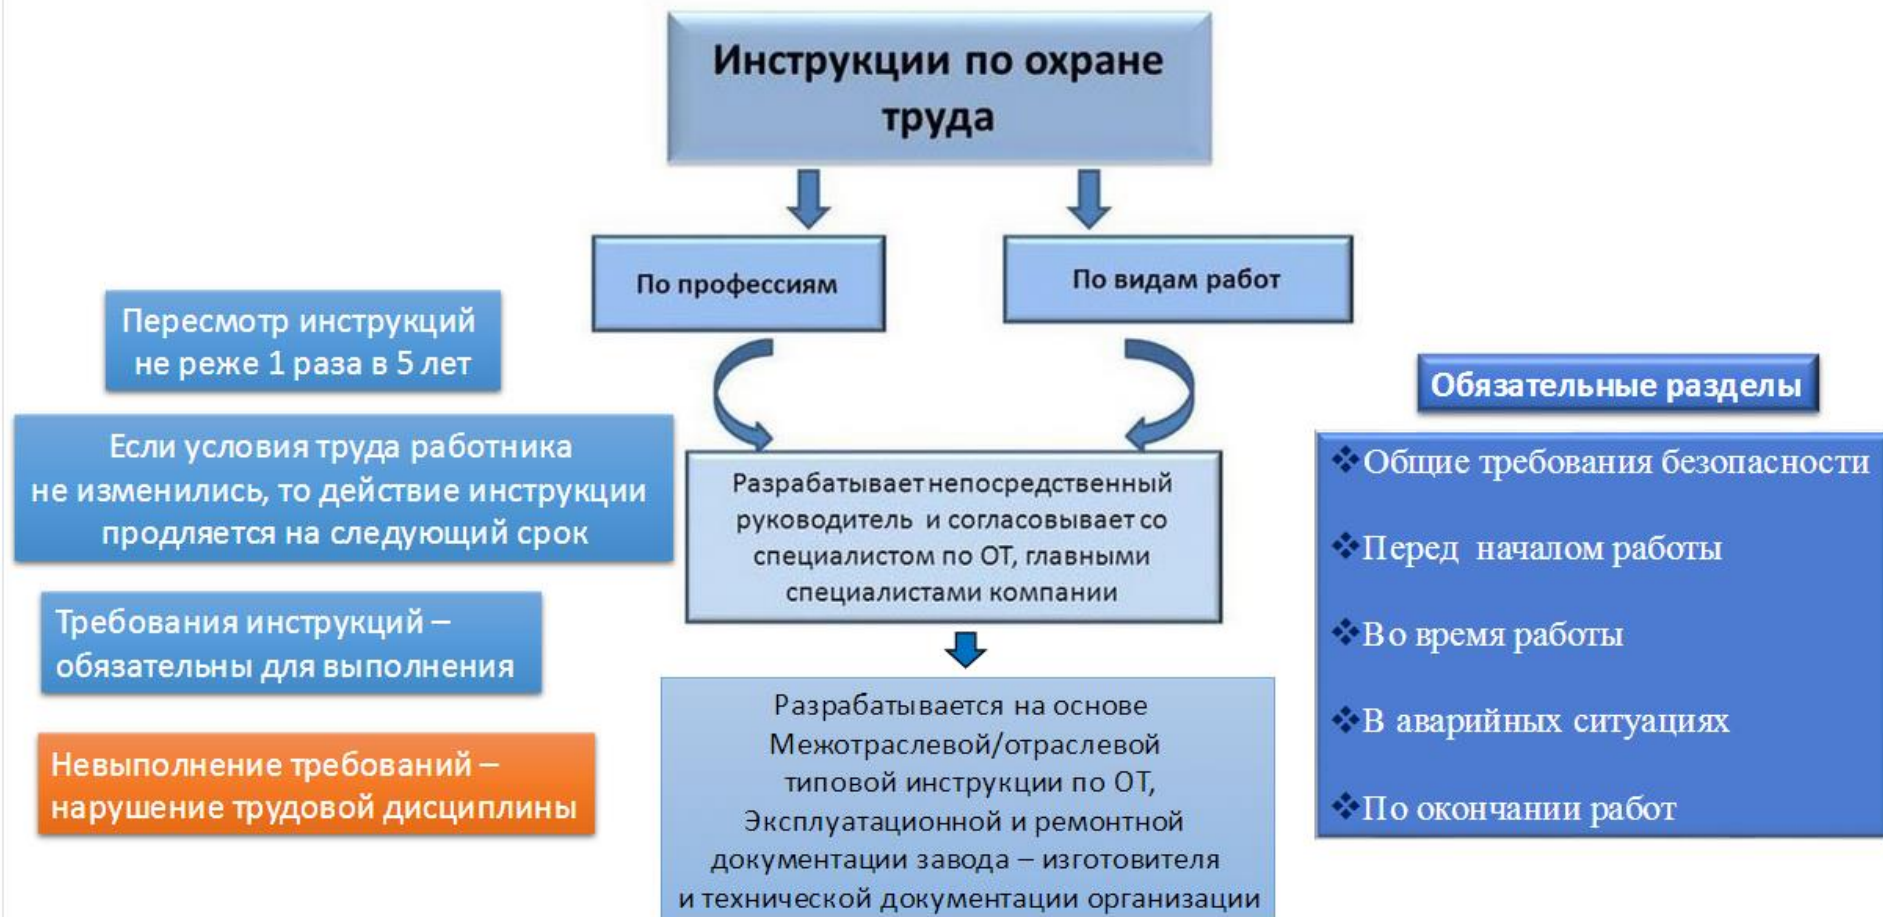 Инструкции по охране
труда
По профессиям
По видам работ
Пересмотр инструкций
не реже 1 раза в 5 лет
Если условия труда работника
не изменились, то действие инструкции
продляется на следующий срок
Требования инструкций –
обязательны для выполнения
Невыполнение требований –
нарушение трудовой дисциплины
Разрабатывает непосредственный
руководитель и согласовывает со
специалистом по ОТ, главными
специалистами компании
Разрабатывается на основе
Межотраслевой/отраслевой
типовой инструкции по ОТ,
Эксплуатационной и ремонтной
документации завода – изготовителя
и технической документации организации
Обязательные разделы
❖Общие требования безопасности
❖Перед началом работы
❖Во время работы
❖В аварийных ситуациях
❖По окончании работ